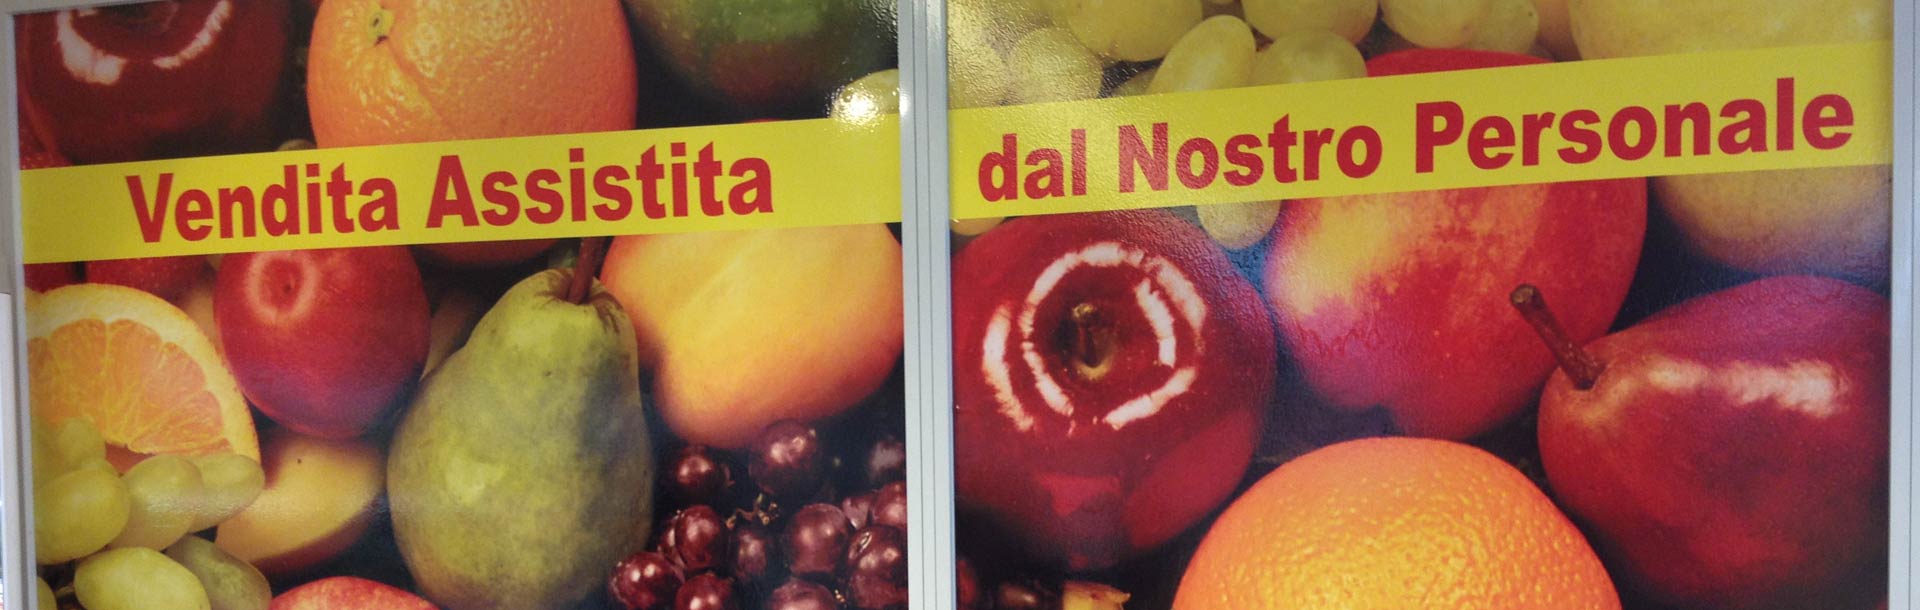 Vendita Assistita
dal Nostro Personale